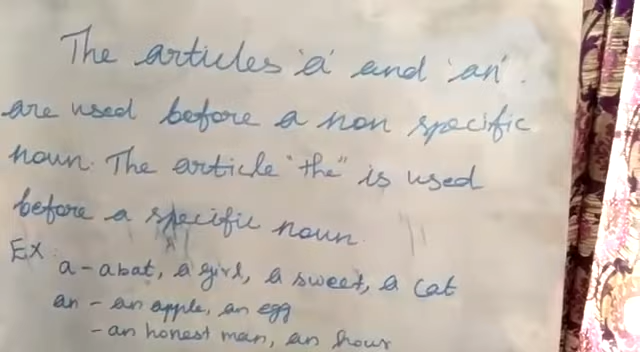 The articles 'a' and 'an'.
are used before a non specific
noun. The article "the" is used
before a specific noun.
EX
a - a bat, a girl, a sweet, a cat
an - an apple, an egg
- an honest man, an hour